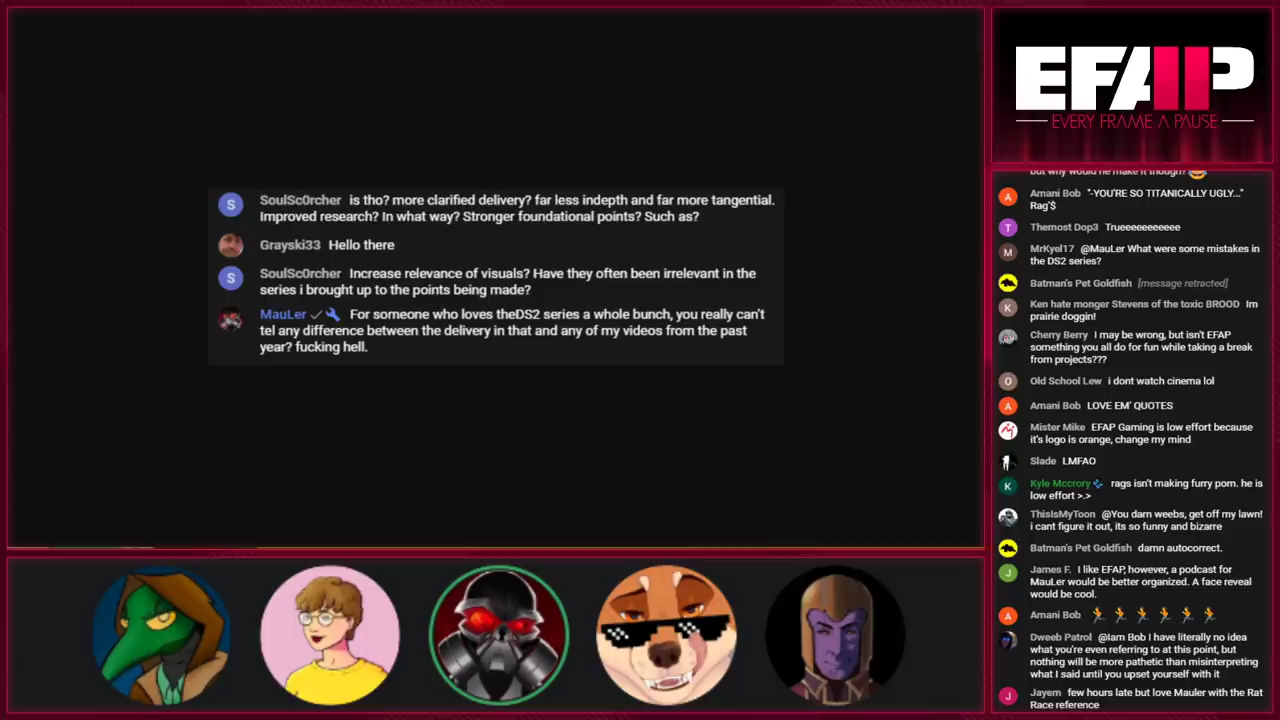 S SoulSc0rcher is tho? more clarified delivery? far less indepth and far more tangential.
Improved research? In what way? Stronger foundational points? Such as?
Grayski33 Hello there
S SoulSc0rcher Increase relevance of visuals? Have they often been irrelevant in the
series i brought up to the points being made?
MauLer For someone who loves theDS2 series a whole bunch, you really can't
tell any difference between the delivery in that and any of my videos from the past
year? fucking hell.
EFAP
EVERY FRAME A PAUSE
but why would he make it though?
A Amani Bob "-YOU'RE SO TITANICALLY UGLY..."
Rag'$
T Themost Dop3 Trueeeeeeeeeee
M MrKyel17 @MauLer What were some mistakes in
the DS2 series?
Batman's Pet Goldfish [message retracted]
K Ken hate monger Stevens of the toxic BROOD Im
prairie doggin!
Cherry Berry I may be wrong, but isn't EFAP
something you all do for fun while taking a break
from projects???
O Old School Lew i dont watch cinema lol
A Amani Bob LOVE EM' QUOTES
Mister Mike EFAP Gaming is low effort because
it's logo is orange, change my mind
Slade LMFAO
K Kyle Mccrory rags isn't making furry porn. he is
low effort >.>
ThisIsMyToon @You darn weebs, get off my lawn!
i cant figure it out, its so funny and bizarre
Batman's Pet Goldfish damn autocorrect.
J James F. I like EFAP, however, a podcast for
MauLer would be better organized. A face reveal
would be cool.
A Amani Bob
Dweeb Patrol @Iam Bob I have literally no idea
what you're even referring to at this point, but
nothing will be more pathetic than misinterpreting
what I said until you upset yourself with it
J Jayem few hours late but love Mauler with the Rat
Race reference